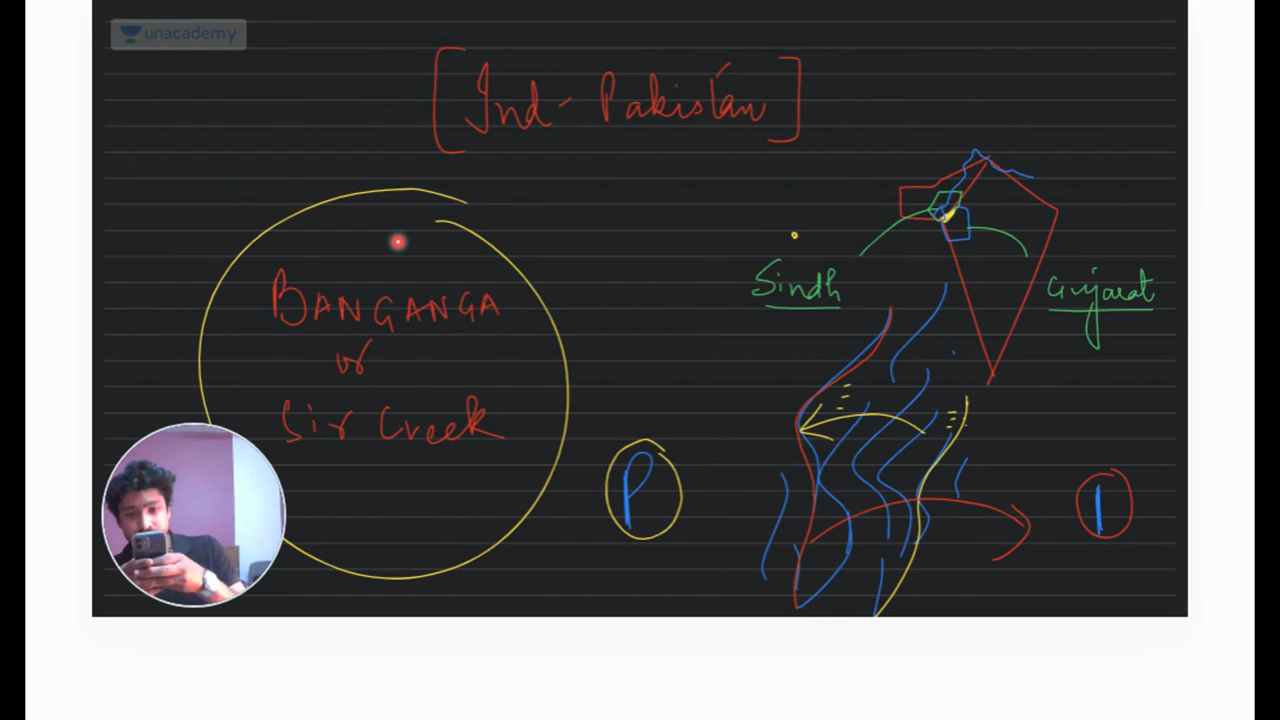 unacademy
[Ind - Pakistan]
BANGANGA
or
Sir Creek
Sindh
Gujarat
P
I